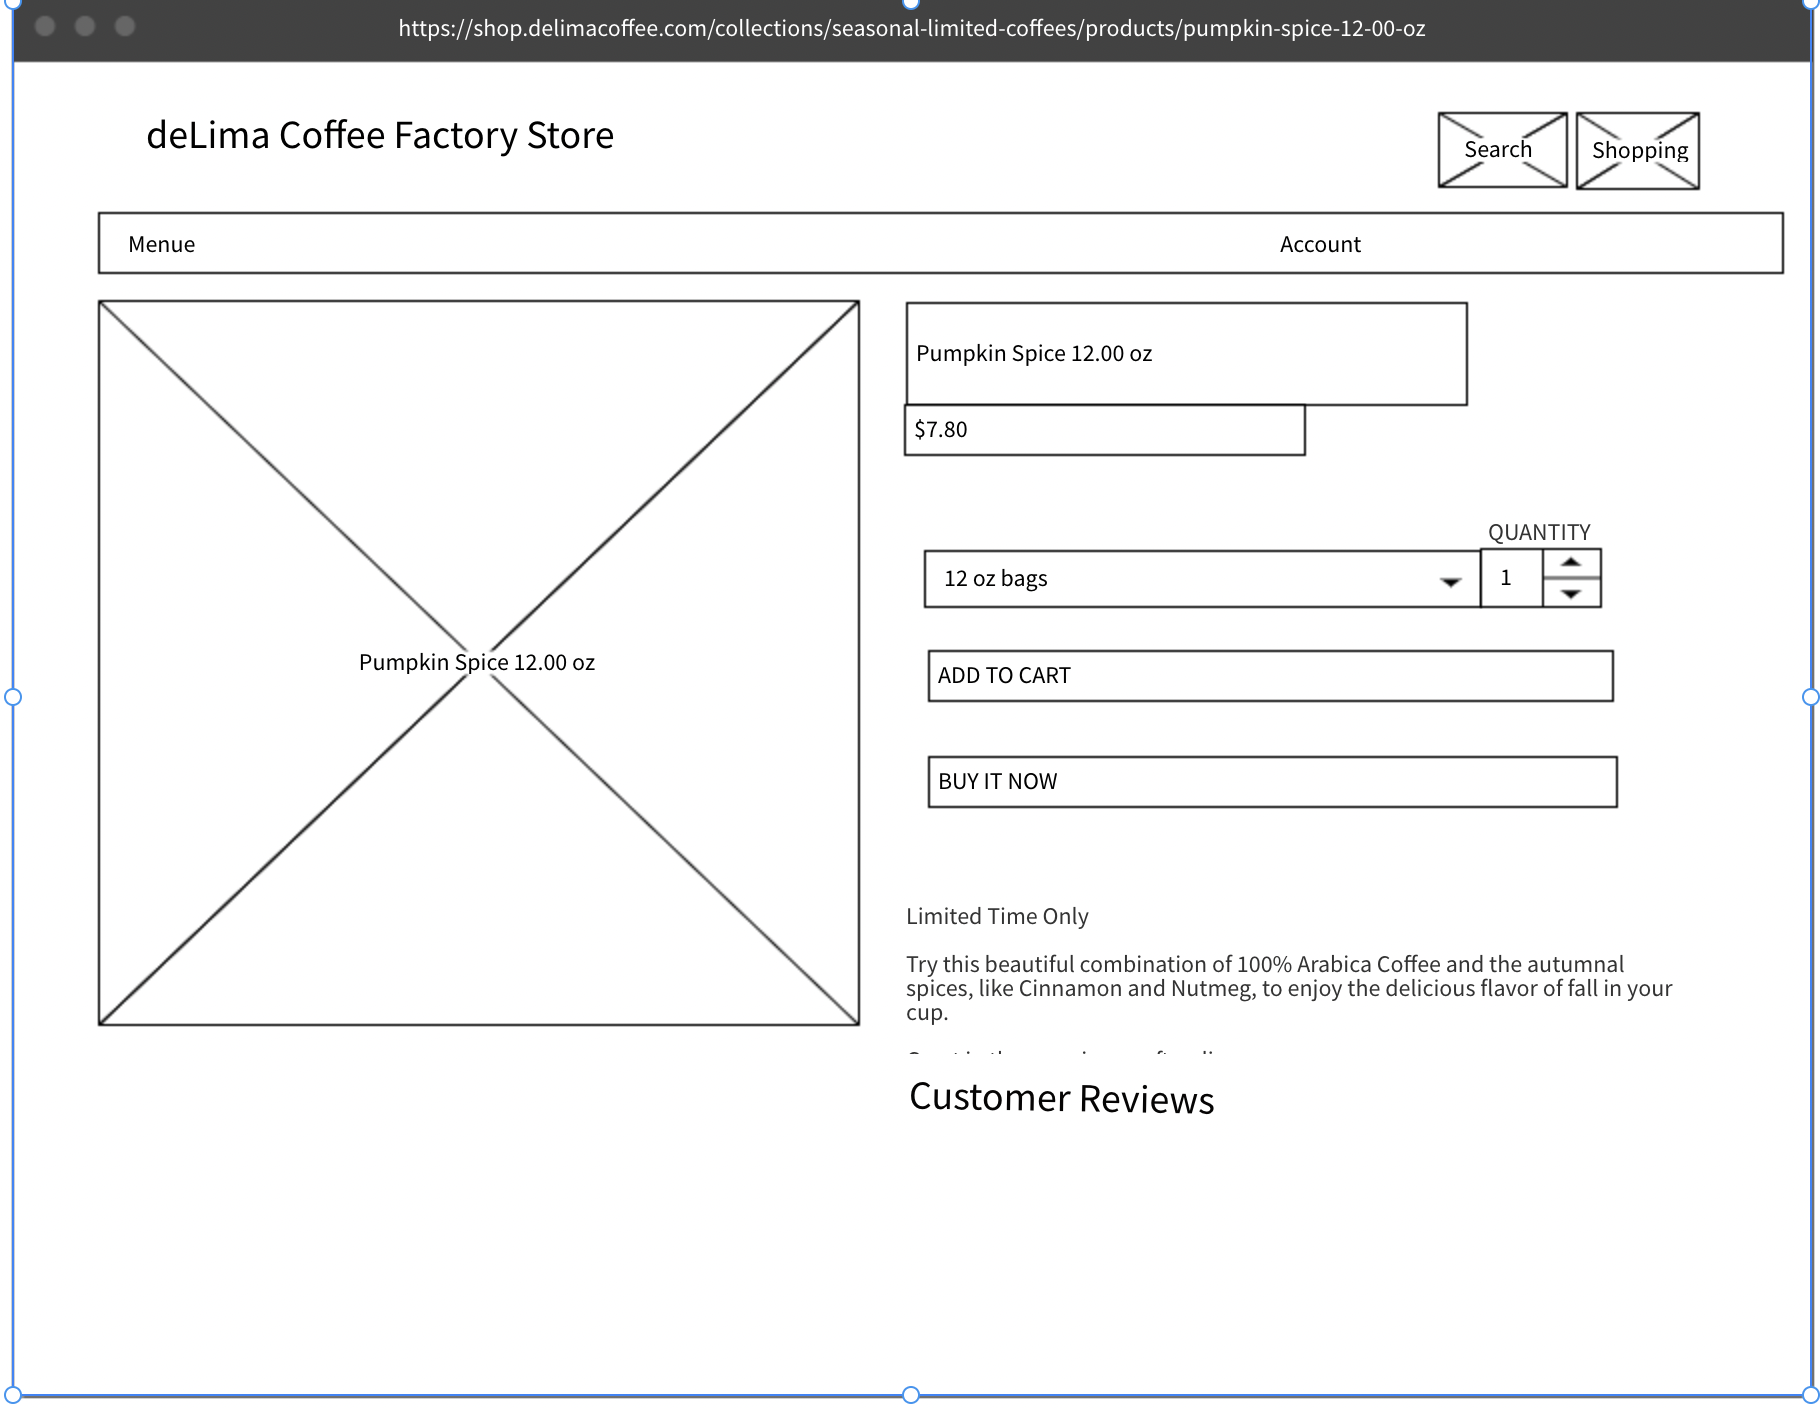 https://shop.delimacoffee.com/collections/seasonal-limited-coffees/products/pumpkin-spice-12-00-oz
deLima Coffee Factory Store
Search
Shopping
Menue
Account
Pumpkin Spice 12.00 oz
$7.80
QUANTITY
12 oz bags
1
Pumpkin Spice 12.00 oz
ADD TO CART
BUY IT NOW
Limited Time Only
Try this beautiful combination of 100% Arabica Coffee and the autumnal
spices, like Cinnamon and Nutmeg, to enjoy the delicious flavor of fall in your
cup.
Customer Reviews